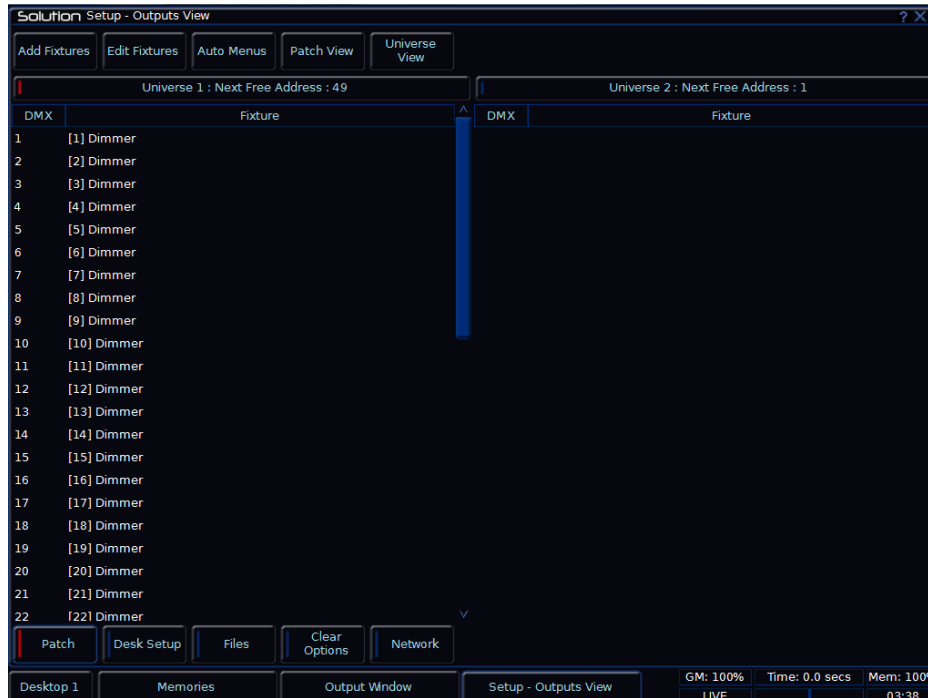 Solution Setup - Outputs View ? X
Add Fixtures Edit Fixtures Auto Menus Patch View Universe View
Universe 1 : Next Free Address : 49 Universe 2 : Next Free Address : 1
DMX Fixture DMX Fixture
1 [1] Dimmer
2 [2] Dimmer
3 [3] Dimmer
4 [4] Dimmer
5 [5] Dimmer
6 [6] Dimmer
7 [7] Dimmer
8 [8] Dimmer
9 [9] Dimmer
10 [10] Dimmer
11 [11] Dimmer
12 [12] Dimmer
13 [13] Dimmer
14 [14] Dimmer
15 [15] Dimmer
16 [16] Dimmer
17 [17] Dimmer
18 [18] Dimmer
19 [19] Dimmer
20 [20] Dimmer
21 [21] Dimmer
22 [22] Dimmer
Patch Desk Setup Files Clear Options Network
Desktop 1 Memories Output Window Setup - Outputs View GM: 100% Time: 0.0 secs Mem: 100%
LIVE 03:38